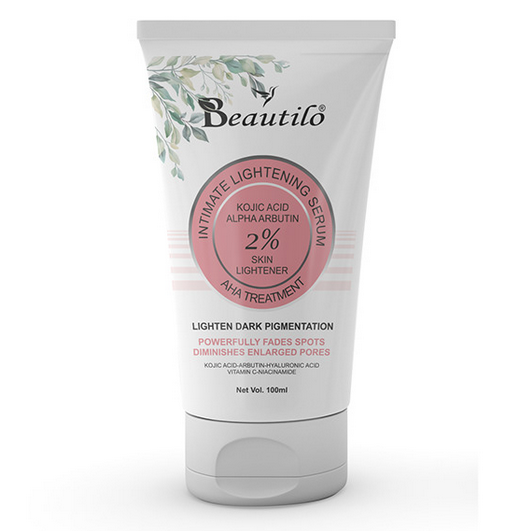 Beautilo®
INTIMATE LIGHTENING SERUM
KOJIC ACID
ALPHA ARBUTIN
2%
SKIN
LIGHTENER
AHA TREATMENT
LIGHTEN DARK PIGMENTATION
POWERFULLY FADES SPOTS
DIMINISHES ENLARGED PORES
KOJIC ACID-ARBUTIN-HYALURONIC ACID
VITAMIN C-NIACINAMIDE
Net Vol. 100ml